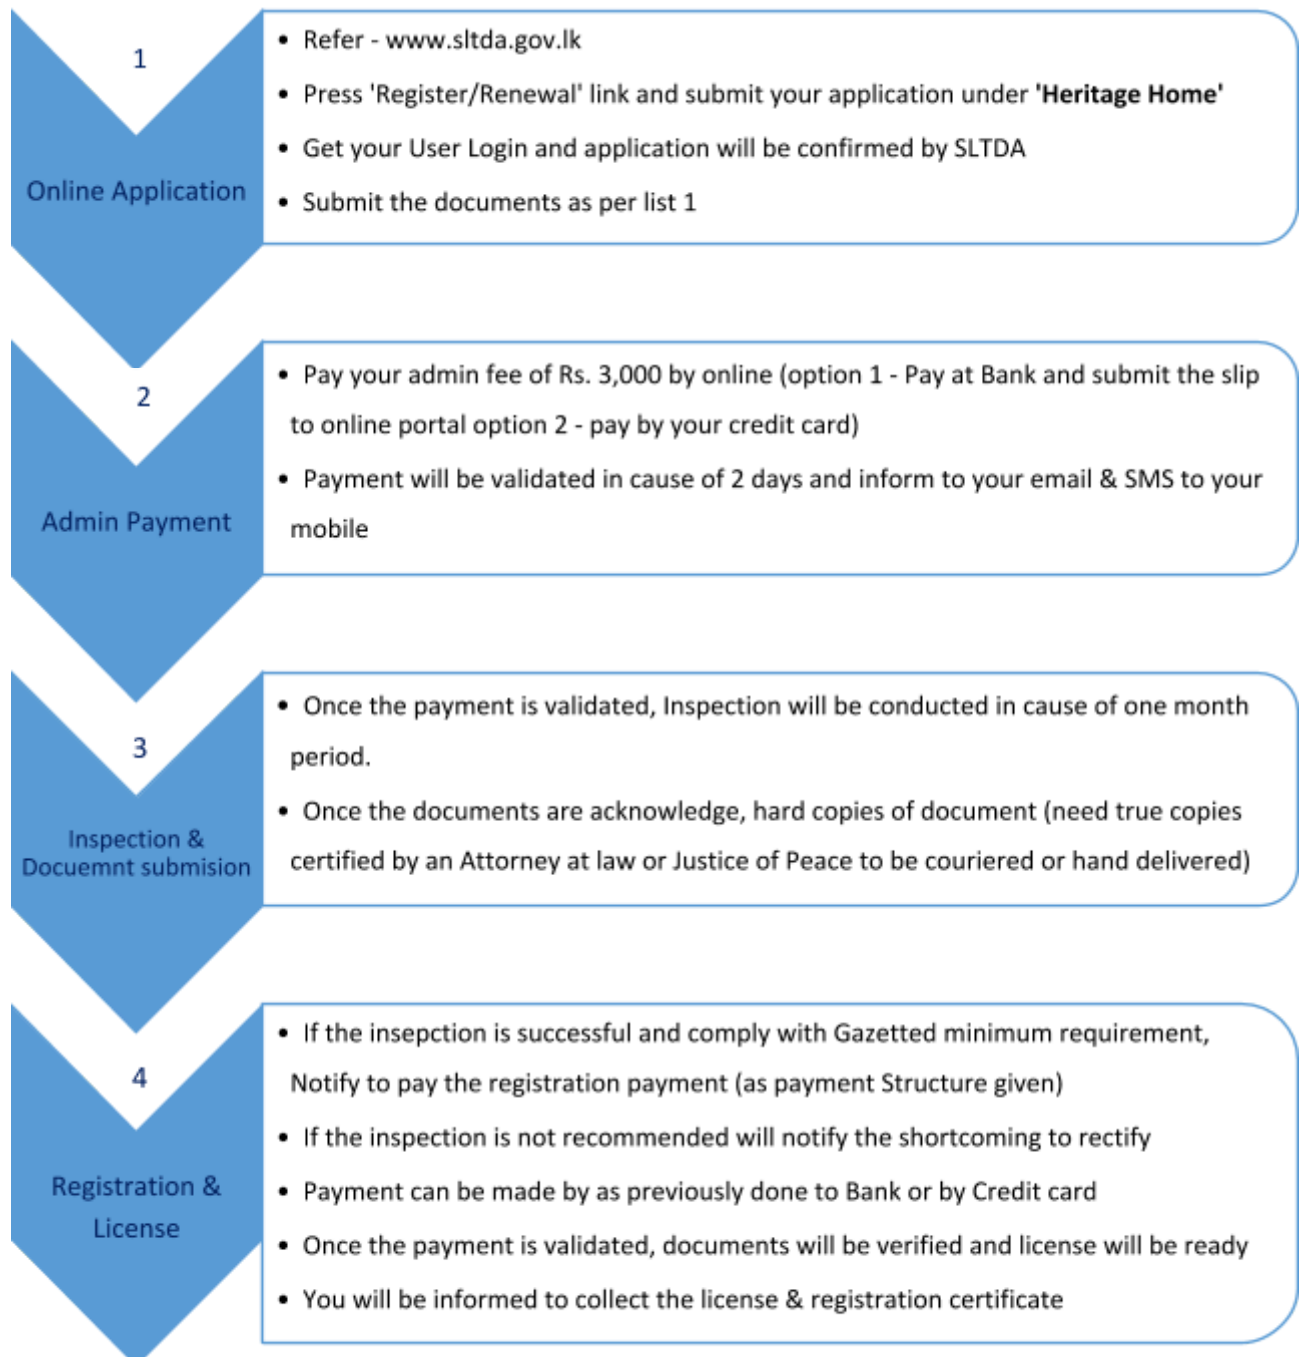 1
Online Application
• Refer - www.sltda.gov.lk
• Press 'Register/Renewal' link and submit your application under 'Heritage Home'
• Get your User Login and application will be confirmed by SLTDA
• Submit the documents as per list 1
2
Admin Payment
• Pay your admin fee of Rs. 3,000 by online (option 1 - Pay at Bank and submit the slip
to online portal option 2 - pay by your credit card)
• Payment will be validated in cause of 2 days and inform to your email & SMS to your
mobile
3
Inspection &
Docuemnt submision
• Once the payment is validated, Inspection will be conducted in cause of one month
period.
• Once the documents are acknowledge, hard copies of document (need true copies
certified by an Attorney at law or Justice of Peace to be couriered or hand delivered)
4
Registration &
License
• If the insepction is successful and comply with Gazetted minimum requirement,
Notify to pay the registration payment (as payment Structure given)
• If the inspection is not recommended will notify the shortcoming to rectify
• Payment can be made by as previously done to Bank or by Credit card
• Once the payment is validated, documents will be verified and license will be ready
• You will be informed to collect the license & registration certificate